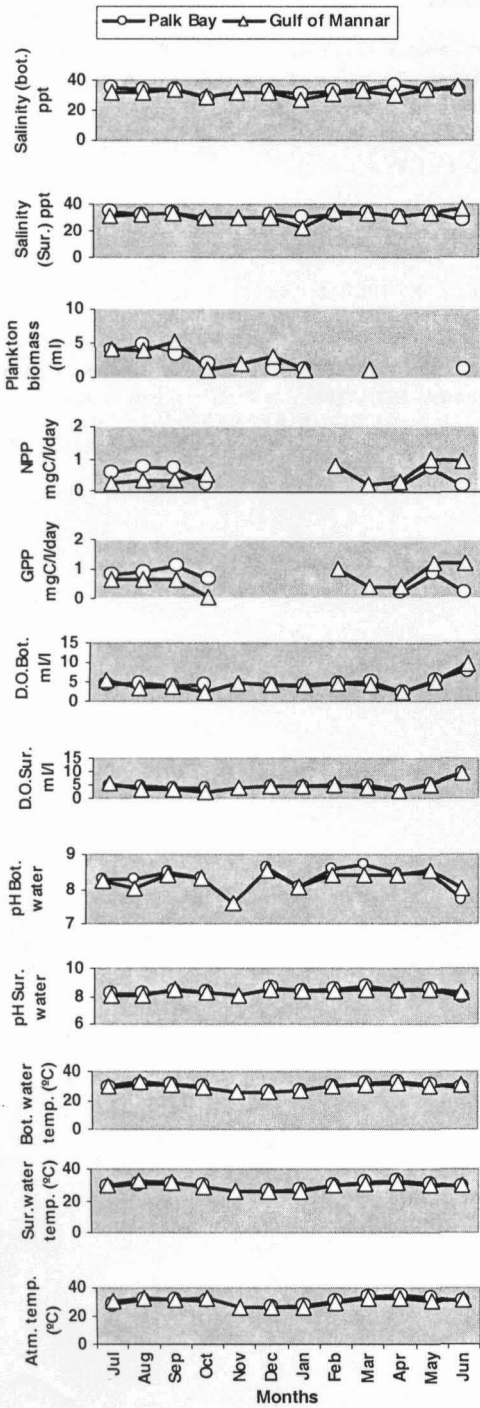 Palk Bay Gulf of Mannar
Salinity (bot.)
ppt
40
20
0
Salinity
(Sur.) ppt
40
20
0
Plankton
biomass
(ml)
10
5
0
NPP
mgC/l/day
2
1
0
GPP
mgC/l/day
2
1
0
D.O.Bot.
ml/l
15
10
5
0
D.O.Sur.
ml/l
15
10
5
0
pH Bot.
water
9
8
7
pH Sur.
water
10
8
6
Bot. water
temp. (ºC)
40
20
0
Sur.water
temp. (ºC)
40
20
0
Atm. temp.
(ºC)
40
20
0
Jul Aug Sep Oct Nov Dec Jan Feb Mar Apr May Jun
Months